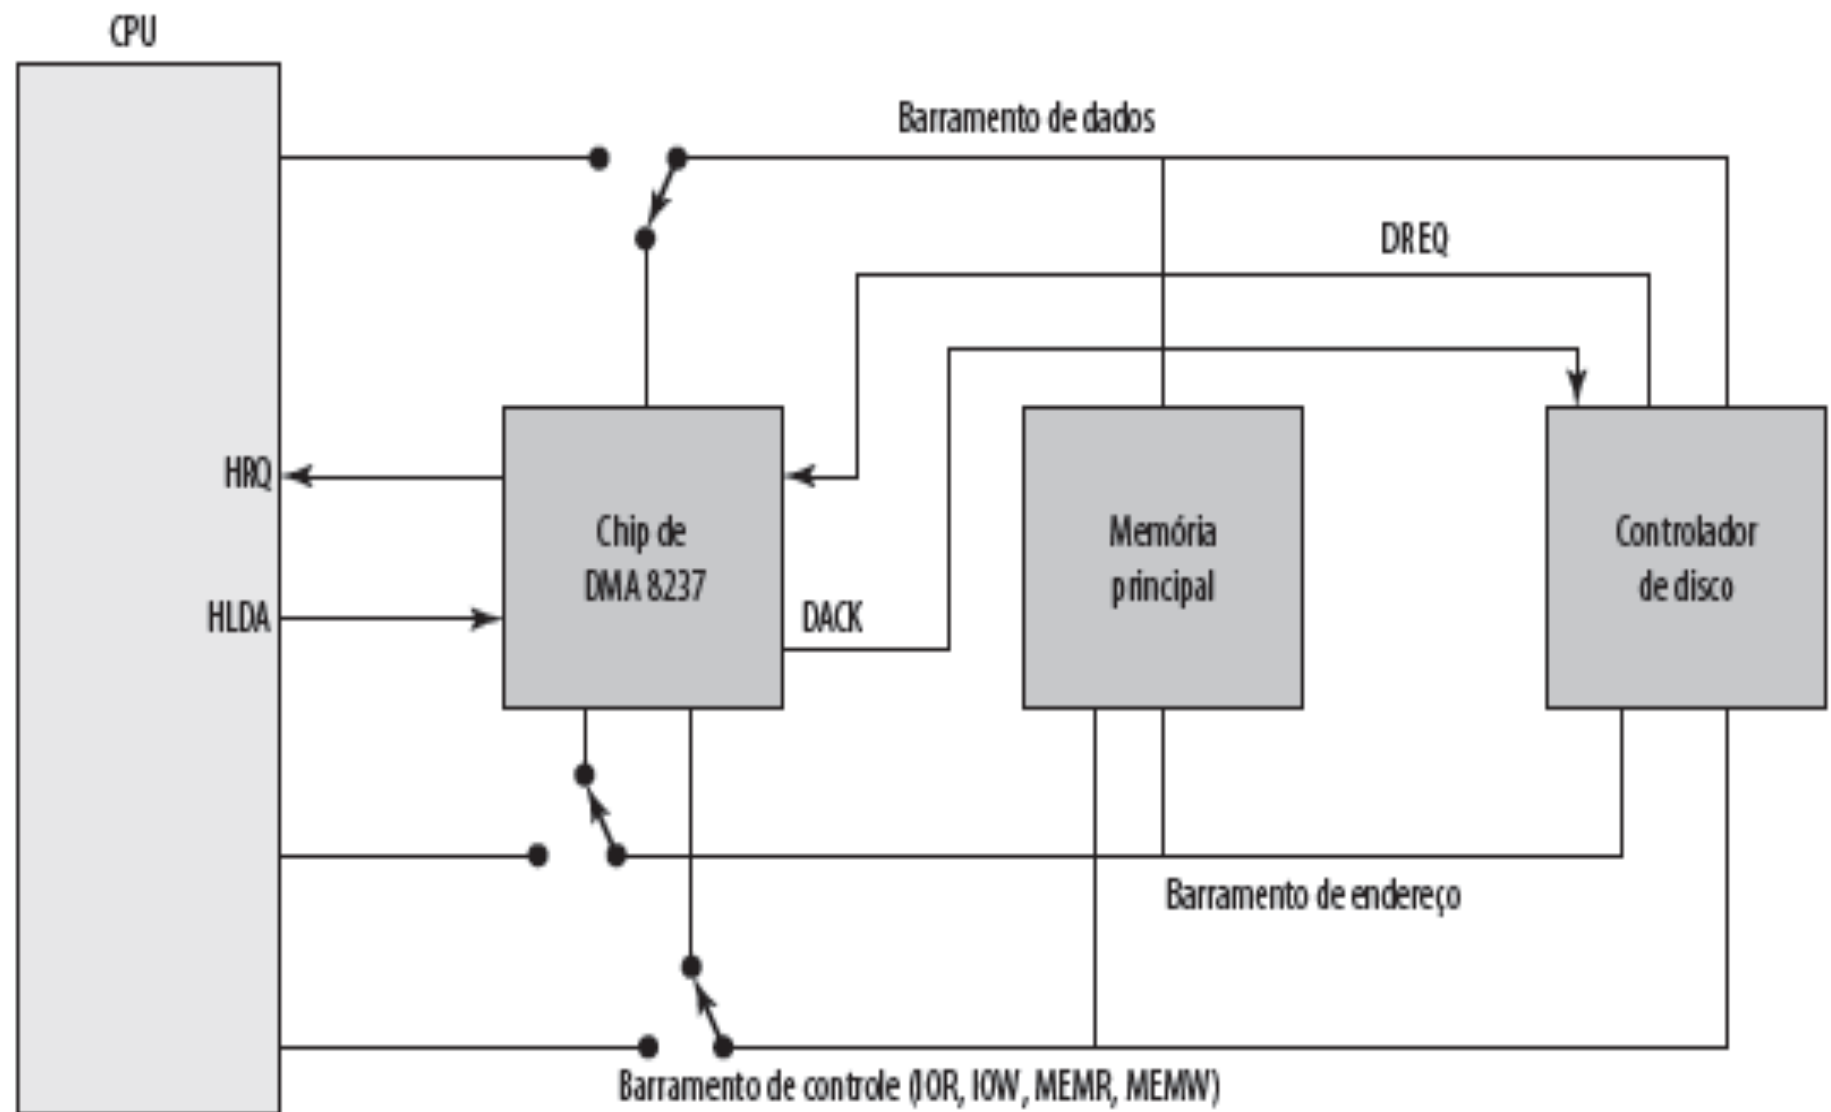 CPU
Barramento de dados
DREQ
HRQ
Chip de
DMA 8237
Memória
principal
Controlador
de disco
HLDA
DACK
Barramento de endereço
Barramento de controle (IOR, IOW, MEMR, MEMW)